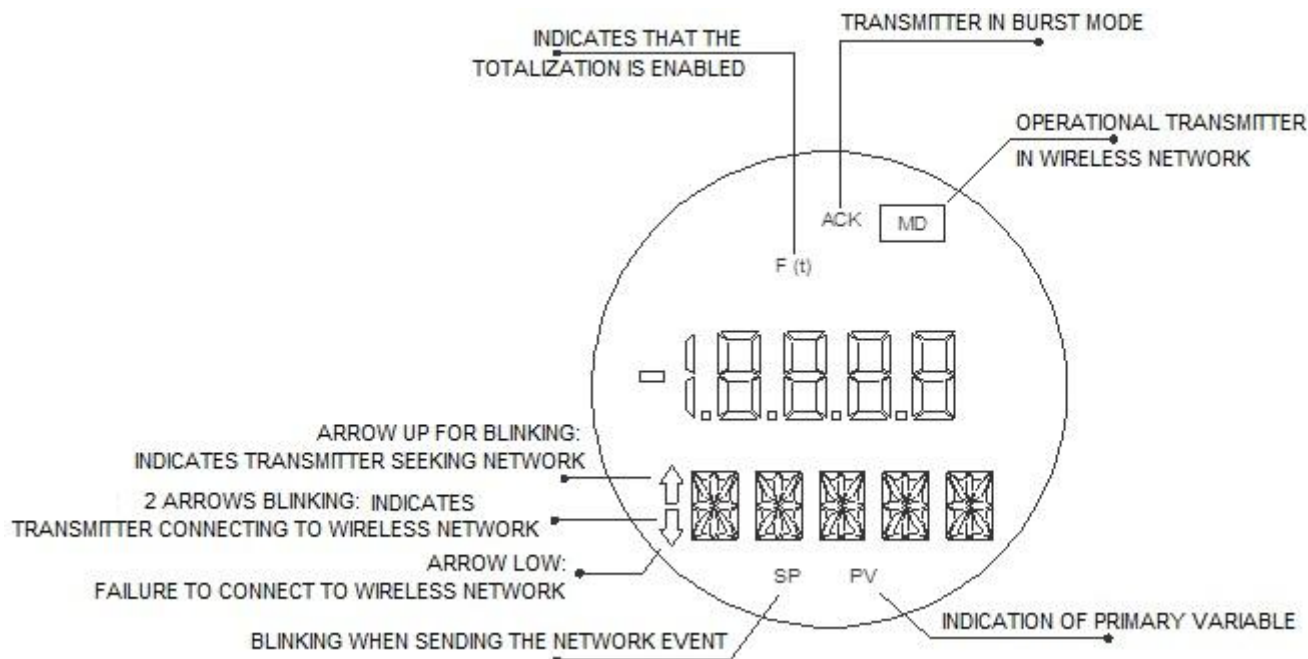 TRANSMITTER IN BURST MODE
INDICATES THAT THE
TOTALIZATION IS ENABLED
OPERATIONAL TRANSMITTER
IN WIRELESS NETWORK
ACK
MD
F (t)
-1.8.8.8.8
ARROW UP FOR BLINKING:
INDICATES TRANSMITTER SEEKING NETWORK
2 ARROWS BLINKING: INDICATES
TRANSMITTER CONNECTING TO WIRELESS NETWORK
ARROW LOW:
FAILURE TO CONNECT TO WIRELESS NETWORK
SP PV
BLINKING WHEN SENDING THE NETWORK EVENT
INDICATION OF PRIMARY VARIABLE